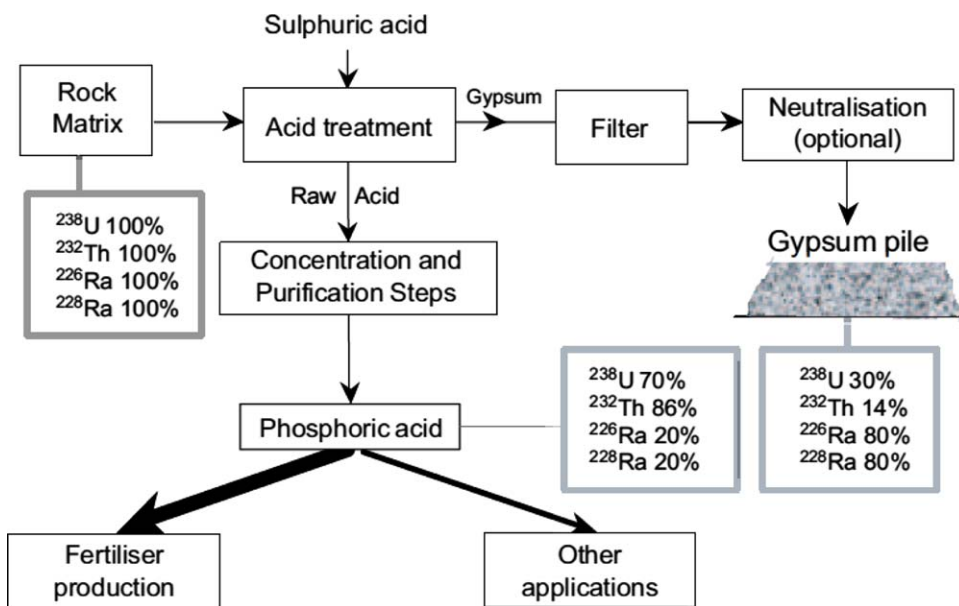 Sulphuric acid
Rock
Matrix
Acid treatment
Gypsum
Filter
Neutralisation
(optional)
²³⁸U 100%
²³²Th 100%
²²⁶Ra 100%
²²⁸Ra 100%
Raw Acid
Concentration and
Purification Steps
Gypsum pile
Phosphoric acid
²³⁸U 70%
²³²Th 86%
²²⁶Ra 20%
²²⁸Ra 20%
²³⁸U 30%
²³²Th 14%
²²⁶Ra 80%
²²⁸Ra 80%
Fertiliser
production
Other
applications